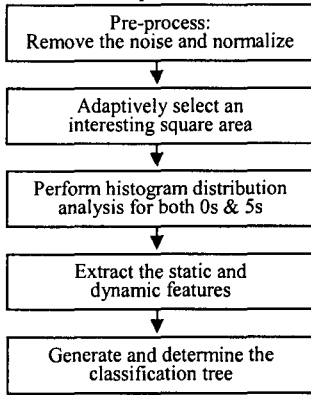 Pre-process:
Remove the noise and normalize
Adaptively select an
interesting square area
Perform histogram distribution
analysis for both 0s & 5s
Extract the static and
dynamic features
Generate and determine the
classification tree